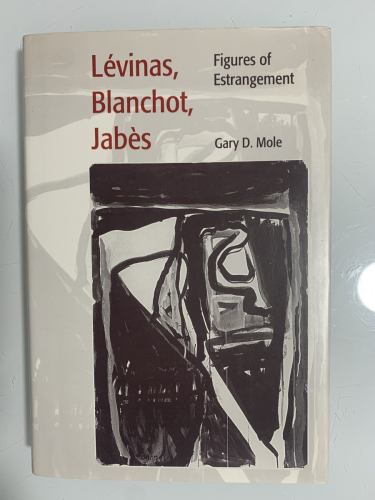 Lévinas,
Blanchot,
Jabès
Figures of
Estrangement
Gary D. Mole